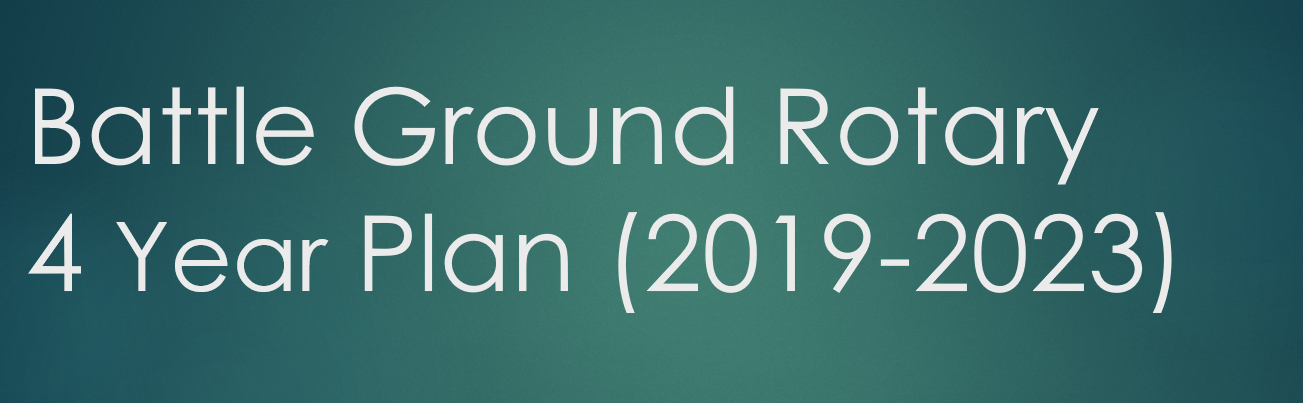 Battle Ground Rotary
4 Year Plan (2019-2023)